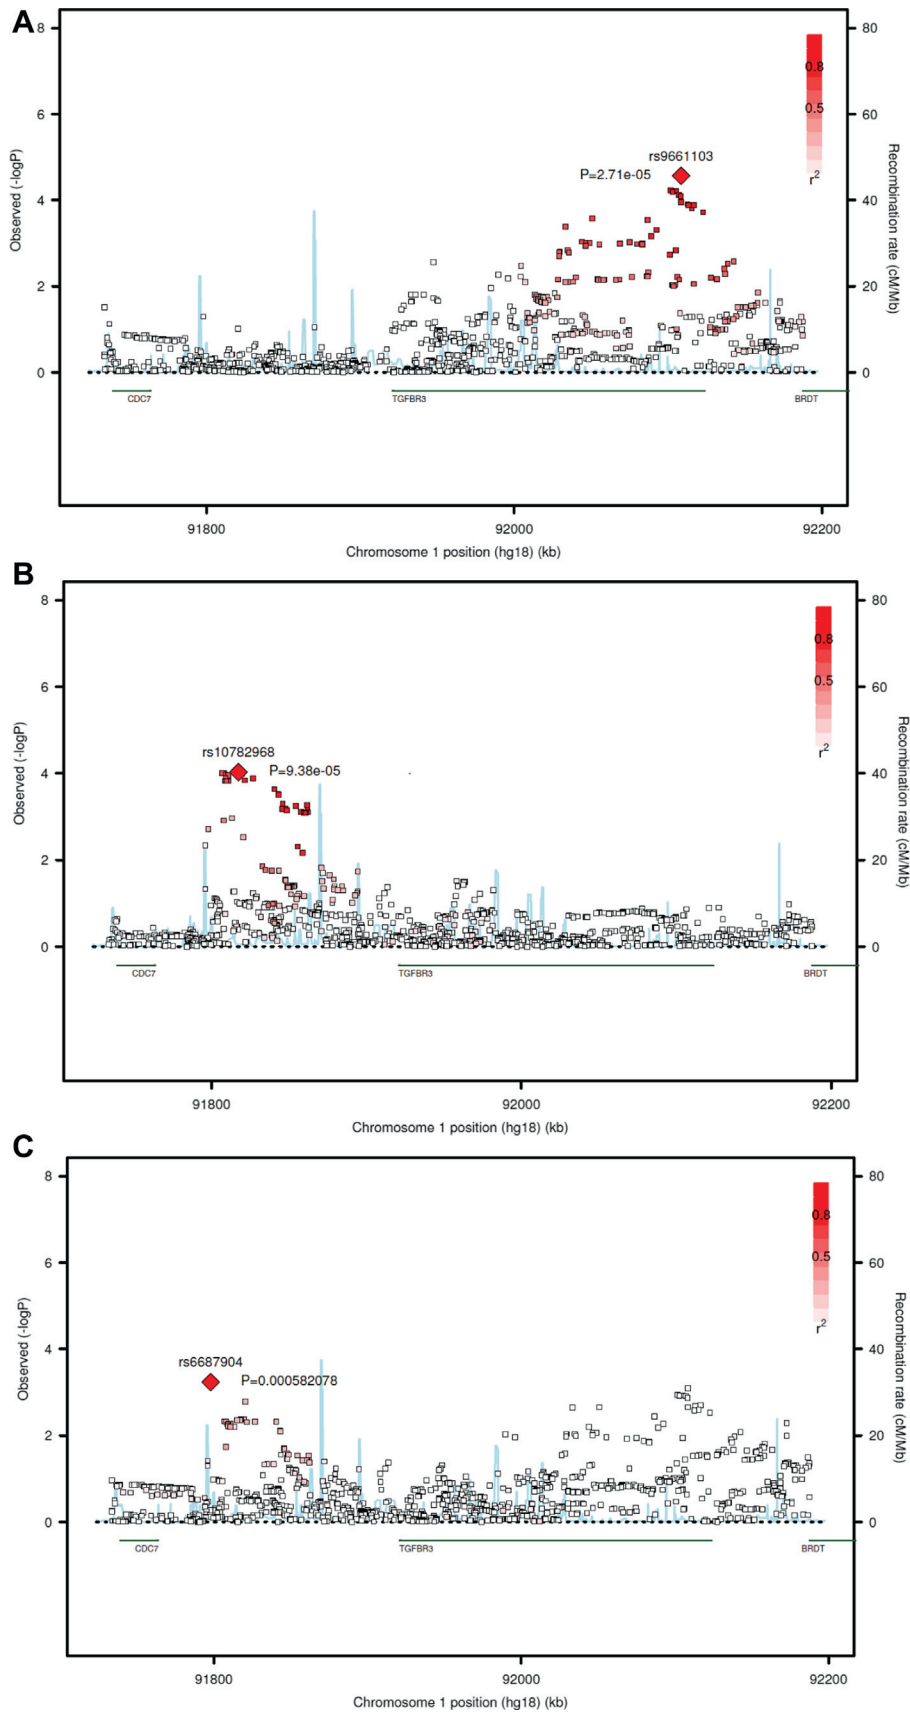 A
8
80
0.8
6
60
0.5
rs9661103
P=2.71e-05
r2
Observed (-logP)
Recombination rate (cM/Mb)
4
40
2
20
0
0
CDC7
TGFBR3
BRDT
91800
92000
92200
Chromosome 1 position (hg18) (kb)
B
8
80
0.8
6
60
0.5
r2
rs10782968
P=9.38e-05
Observed (-logP)
Recombination rate (cM/Mb)
4
40
2
20
0
0
CDC7
TGFBR3
BRDT
91800
92000
92200
Chromosome 1 position (hg18) (kb)
C
8
80
0.8
6
60
0.5
r2
rs6687904
P=0.000582078
Observed (-logP)
Recombination rate (cM/Mb)
4
40
2
20
0
0
CDC7
TGFBR3
BRDT
91800
92000
92200
Chromosome 1 position (hg18) (kb)